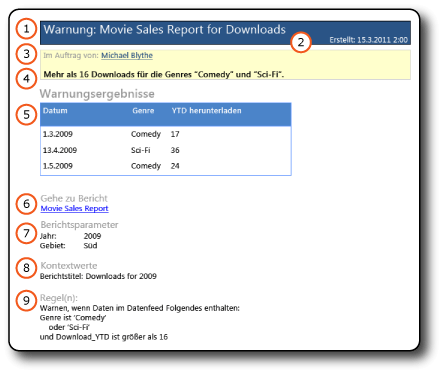 1 Warnung: Movie Sales Report for Downloads
2 Erstellt: 15.3.2011 2:00
3 Im Auftrag von: Michael Blythe
4 Mehr als 16 Downloads für die Genres "Comedy" und "Sci-Fi".
Warnungsergebnisse
5 Datum Genre YTD herunterladen
1.3.2009 Comedy 17
13.4.2009 Sci-Fi 36
1.5.2009 Comedy 24
6 Gehe zu Bericht
Movie Sales Report
7 Berichtsparameter
Jahr: 2009
Gebiet: Süd
8 Kontextwerte
Berichtstitel: Downloads for 2009
9 Regel(n):
Warnen, wenn Daten im Datenfeed Folgendes enthalten:
Genre ist 'Comedy'
oder 'Sci-Fi'
und Download_YTD ist größer als 16